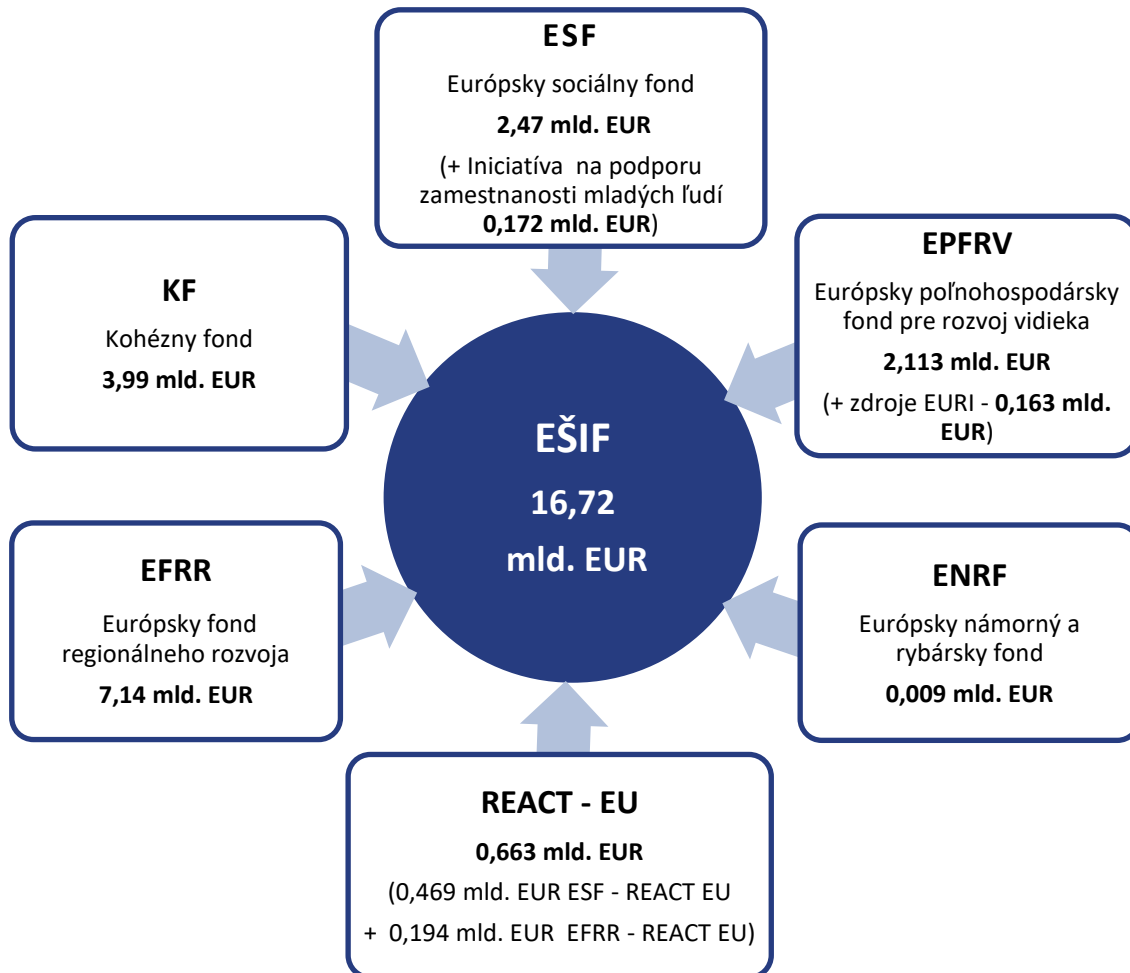 ESF
Európsky sociálny fond
2,47 mld. EUR
(+ Iniciatíva na podporu
zamestnanosti mladých ľudí
0,172 mld. EUR)
KF
Kohézny fond
3,99 mld. EUR
EPFRV
Európsky poľnohospodársky
fond pre rozvoj vidieka
2,113 mld. EUR
(+ zdroje EURI - 0,163 mld.
EUR)
EŠIF
16,72
mld. EUR
EFRR
Európsky fond
regionálneho rozvoja
7,14 mld. EUR
ENRF
Európsky námorný a
rybársky fond
0,009 mld. EUR
REACT - EU
0,663 mld. EUR
(0,469 mld. EUR ESF - REACT EU
+ 0,194 mld. EUR EFRR - REACT EU)